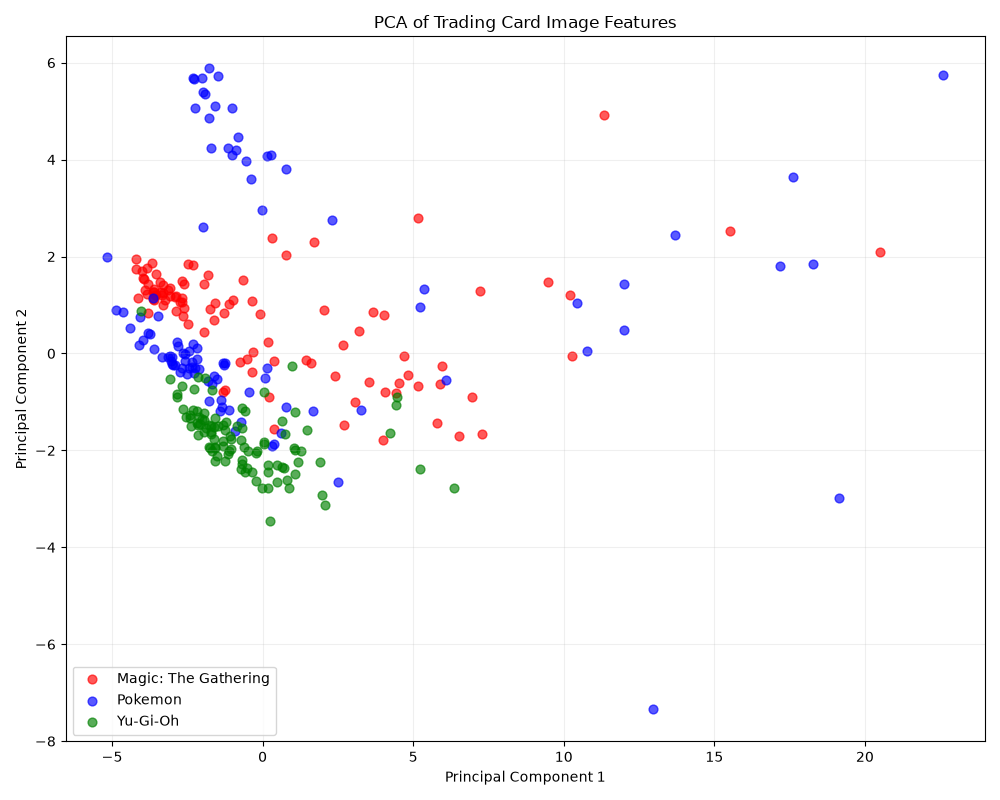 PCA of Trading Card Image Features
6
4
2
0
−2
−4
−6
−8
Principal Component 2
Magic: The Gathering
Pokemon
Yu-Gi-Oh
−5
0
5
10
15
20
Principal Component 1